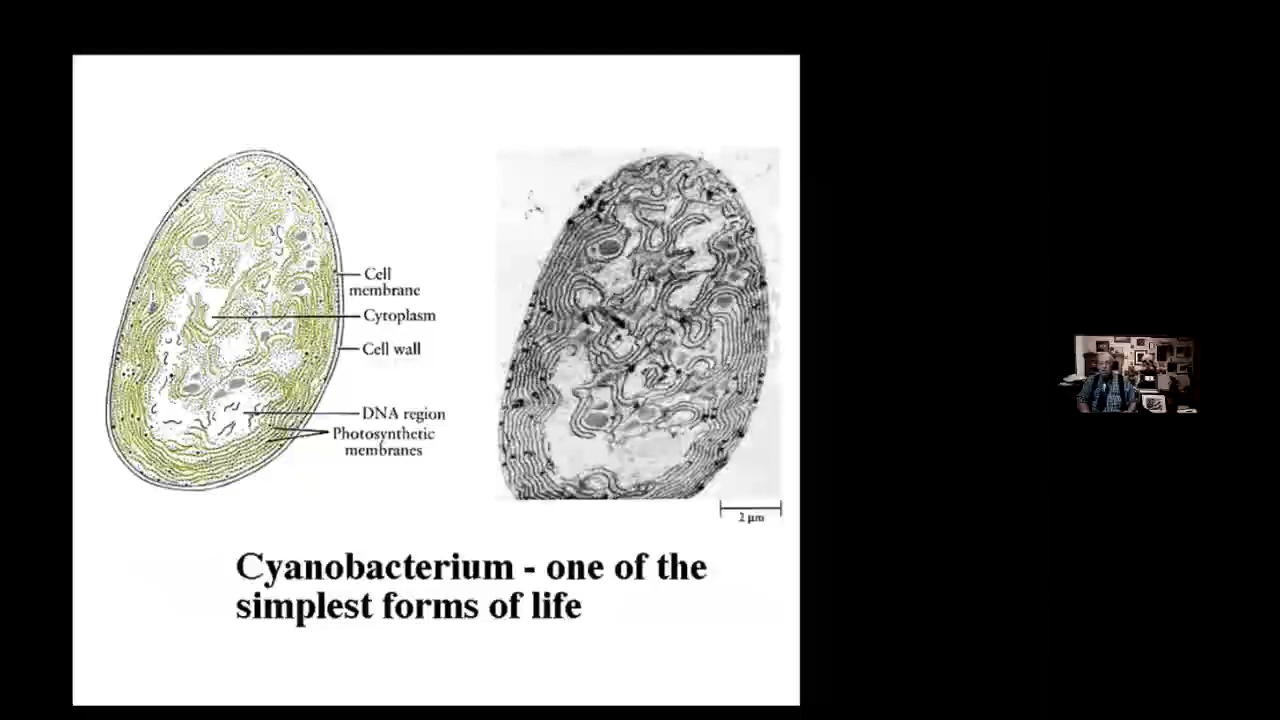 Cell
membrane
Cytoplasm
Cell wall
DNA region
Photosynthetic
membranes
2 µm
Cyanobacterium - one of the
simplest forms of life